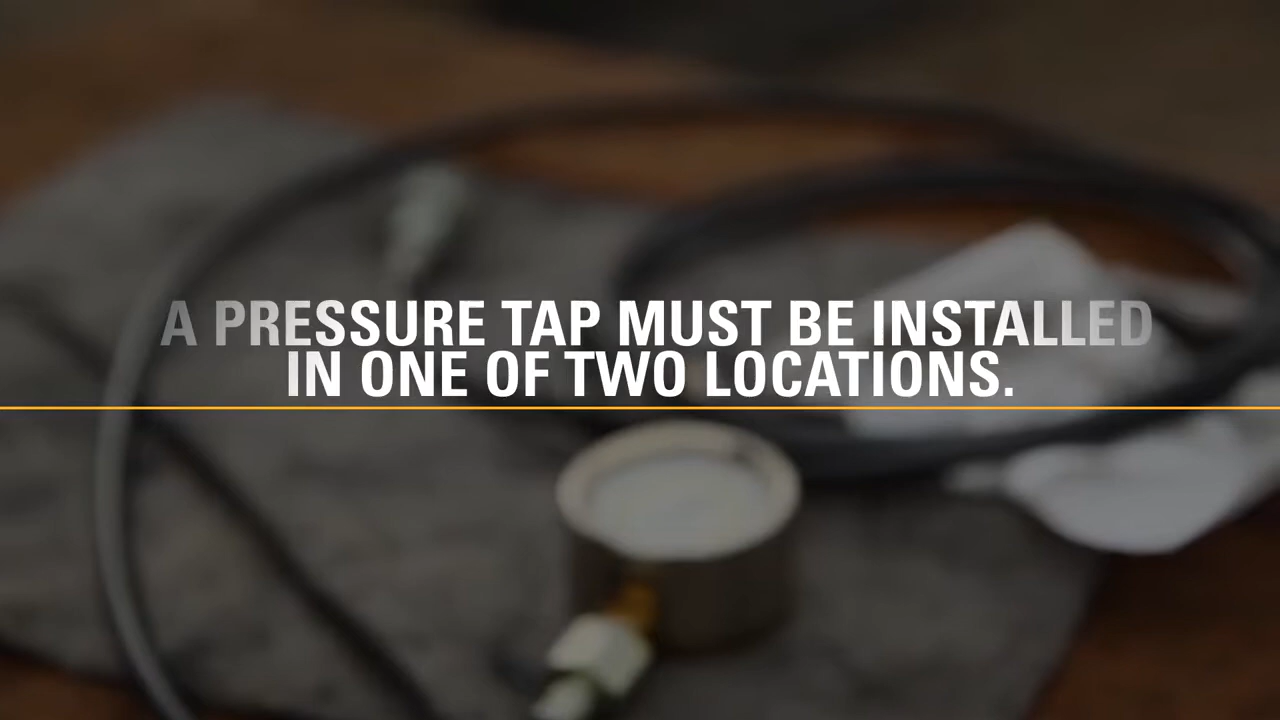 A PRESSURE TAP MUST BE INSTALLED
IN ONE OF TWO LOCATIONS.